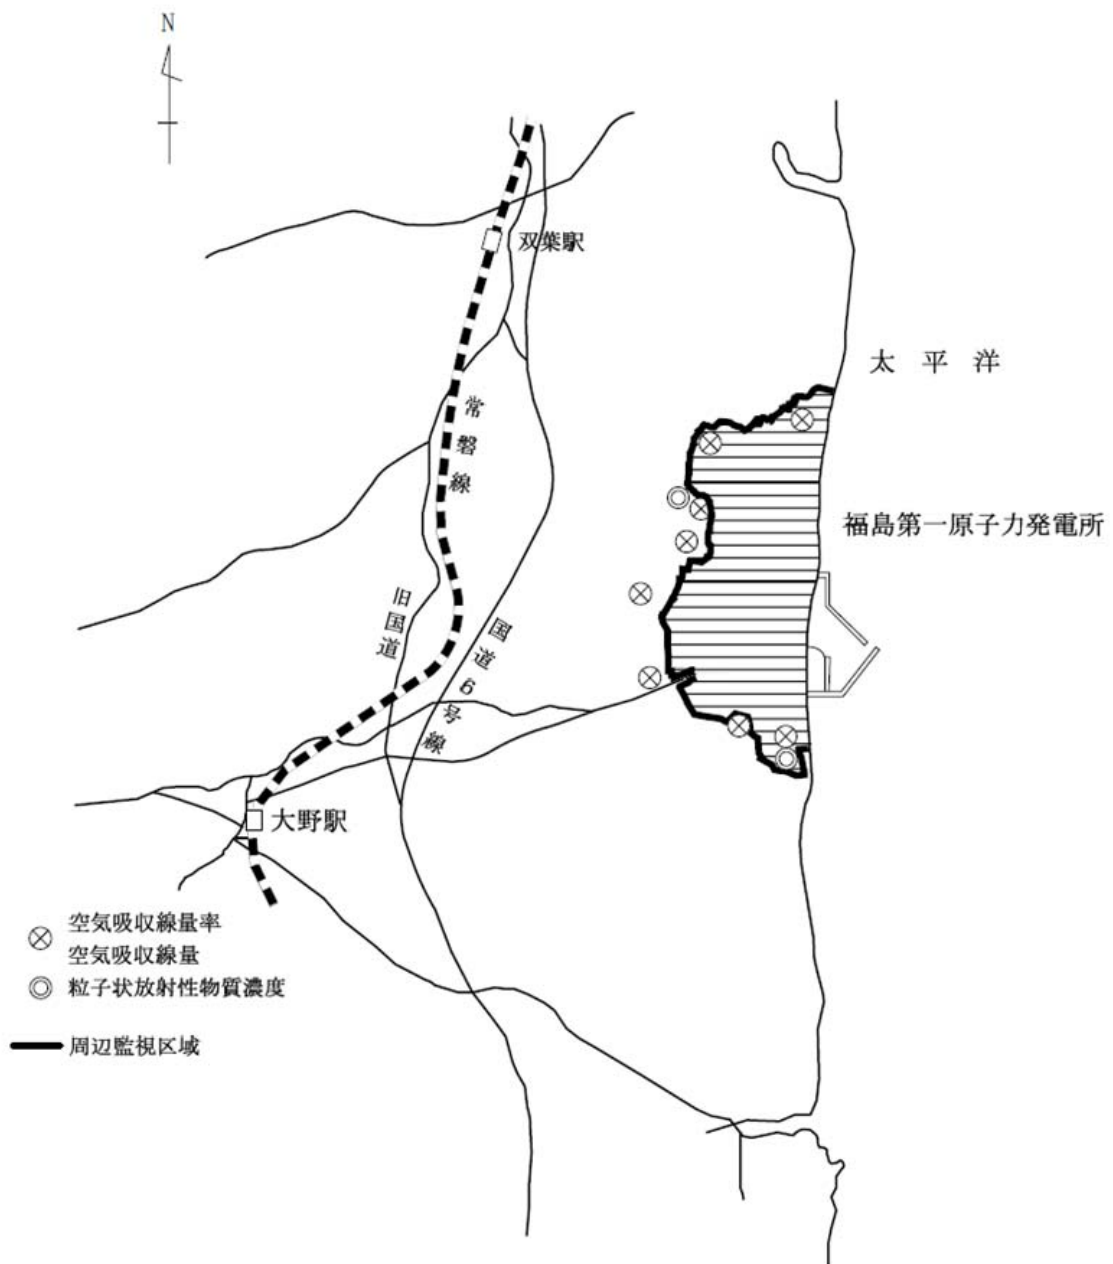 N
双葉駅
太平洋
常磐線
福島第一原子力発電所
旧国道
国道6号線
大野駅
空気吸収線量率
空気吸収線量
粒子状放射性物質濃度
周辺監視区域